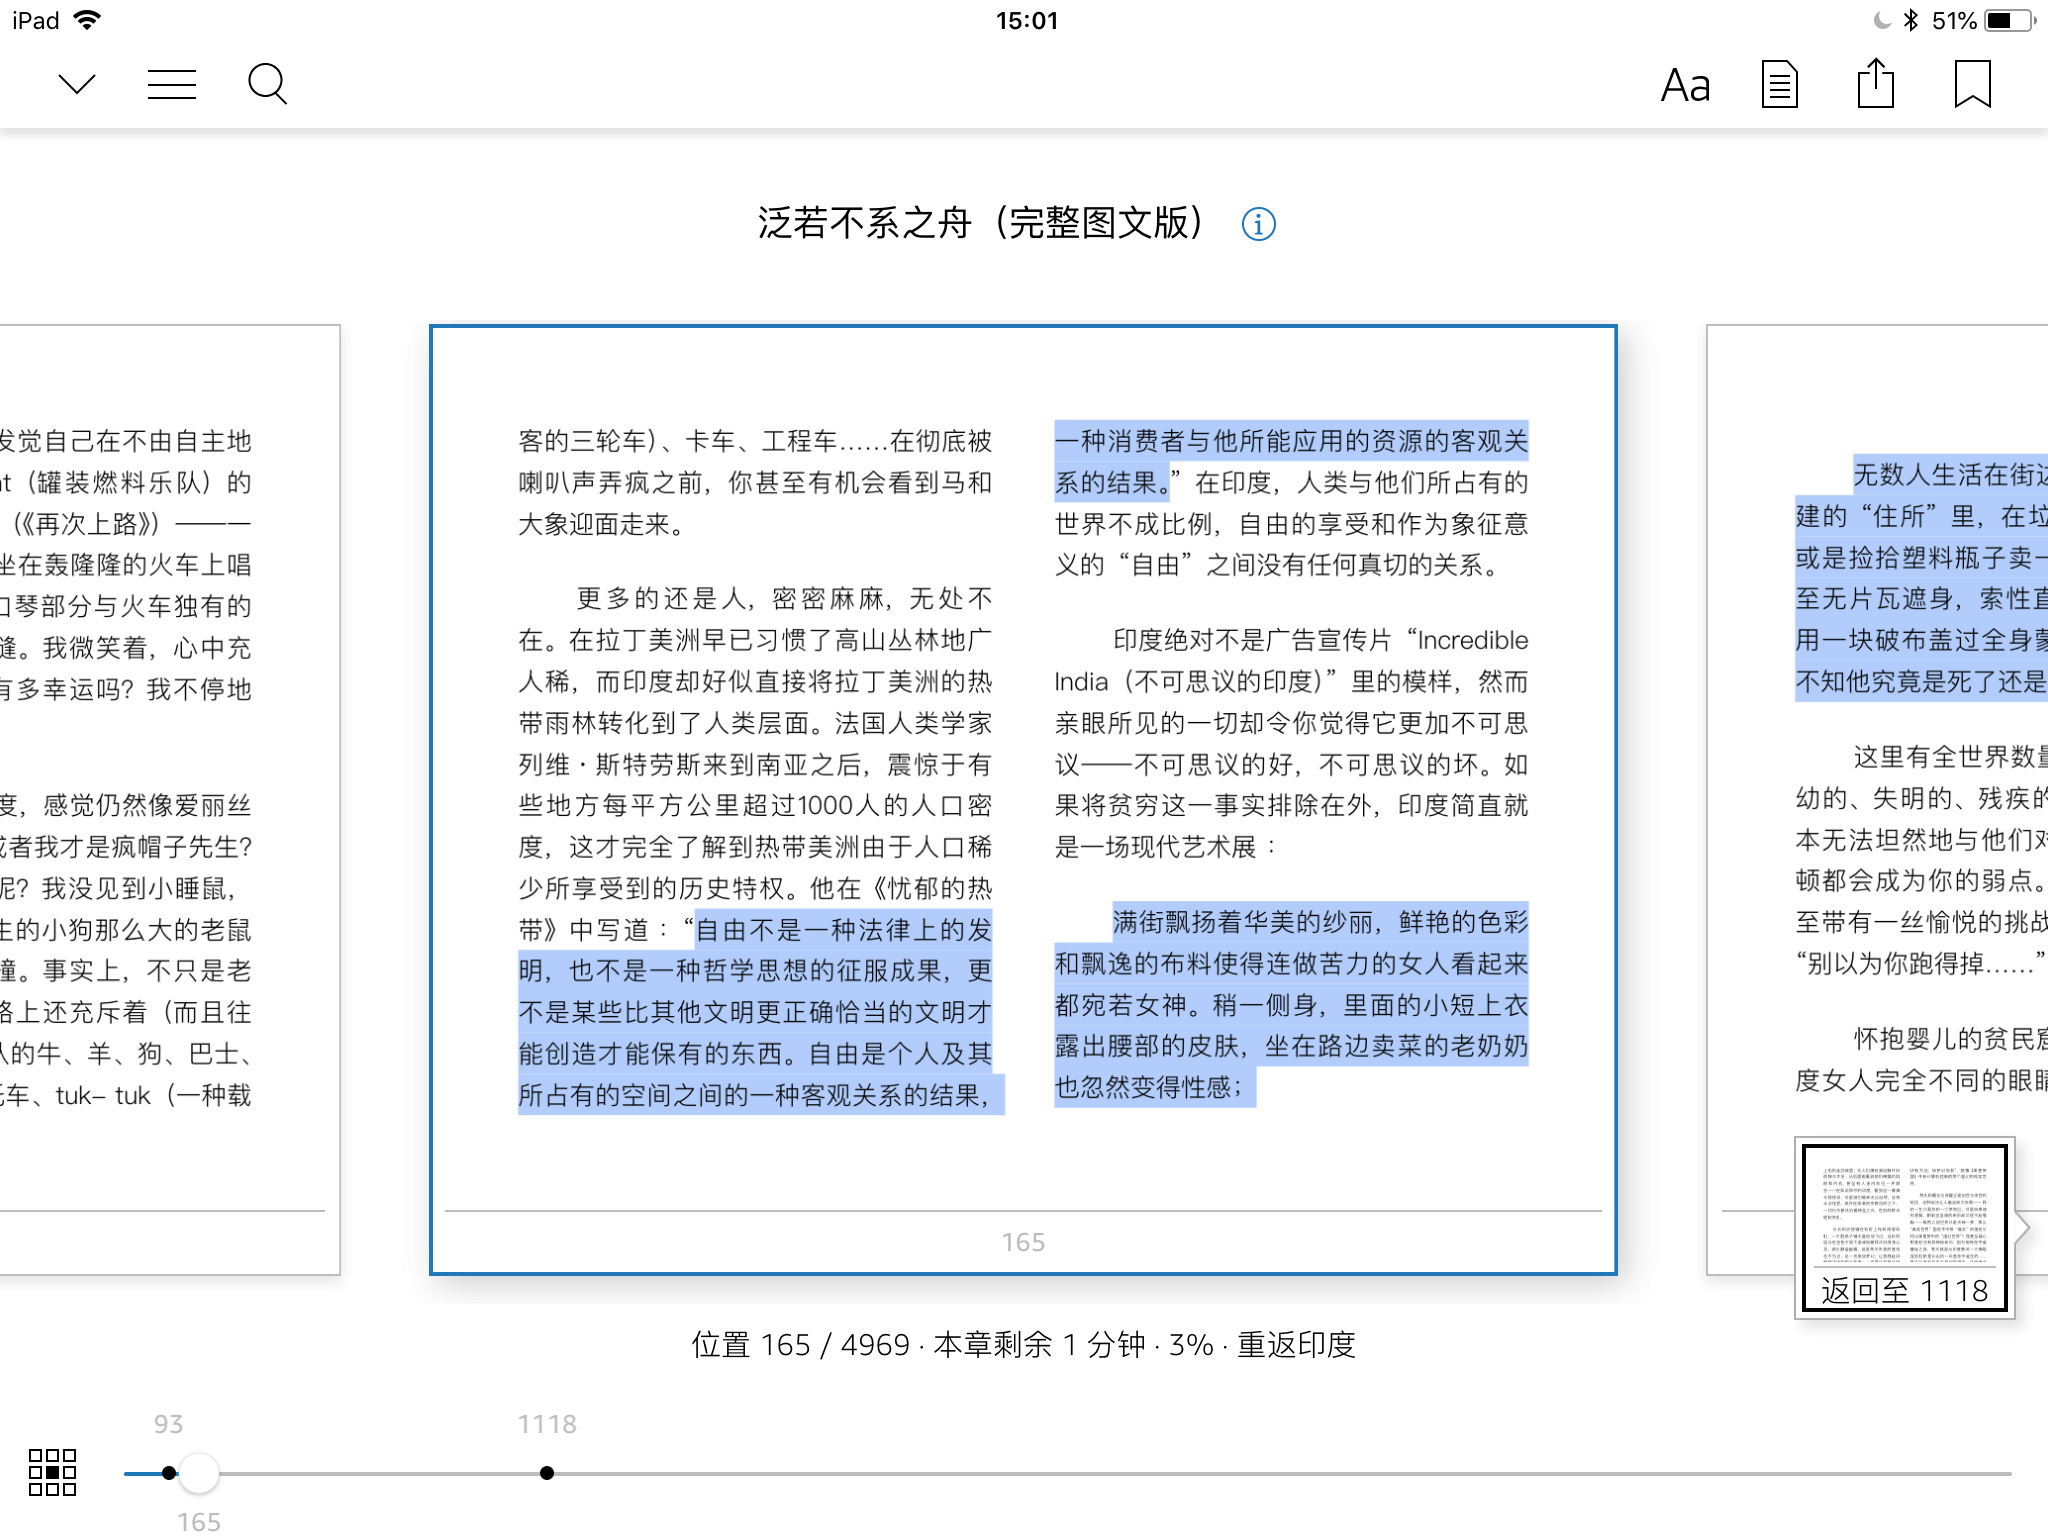 iPad
15:01
51%
Aa
泛若不系之舟（完整图文版）
发觉自己在不由自主地
nt（罐装燃料乐队）的
（《再次上路》）———
坐在轰隆隆的火车上唱
口琴部分与火车独有的
缝。我微笑着，心中充
有多幸运吗？我不停地
度，感觉仍然像爱丽丝
或者我才是疯帽子先生？
呢？我没见到小睡鼠，
生的小狗那么大的老鼠
撞。事实上，不只是老
路上还充斥着（而且往
人的牛、羊、狗、巴士、
托车、tuk- tuk（一种载
客的三轮车）、卡车、工程车……在彻底被
喇叭声弄疯之前，你甚至有机会看到马和
大象迎面走来。
更多的还是人，密密麻麻，无处不
在。在拉丁美洲早已习惯了高山丛林地广
人稀，而印度却好似直接将拉丁美洲的热
带雨林转化到了人类层面。法国人类学家
列维·斯特劳斯来到南亚之后，震惊于有
些地方每平方公里超过1000人的人口密
度，这才完全了解到热带美洲由于人口稀
少所享受到的历史特权。他在《忧郁的热
带》中写道：“自由不是一种法律上的发
明，也不是一种哲学思想的征服成果，更
不是某些比其他文明更正确恰当的文明才
能创造才能保有的东西。自由是个人及其
所占有的空间之间的一种客观关系的结果，
一种消费者与他所能应用的资源的客观关
系的结果。”在印度，人类与他们所占有的
世界不成比例，自由的享受和作为象征意
义的“自由”之间没有任何真切的关系。
印度绝对不是广告宣传片“Incredible
India（不可思议的印度）”里的模样，然而
亲眼所见的一切却令你觉得它更加不可思
议——不可思议的好，不可思议的坏。如
果将贫穷这一事实排除在外，印度简直就
是一场现代艺术展：
满街飘扬着华美的纱丽，鲜艳的色彩
和飘逸的布料使得连做苦力的女人看起来
都宛若女神。稍一侧身，里面的小短上衣
露出腰部的皮肤，坐在路边卖菜的老奶奶
也忽然变得性感；
165
无数人生活在街边
建的“住所”里，在垃
或是捡拾塑料瓶子卖一
至无片瓦遮身，索性直
用一块破布盖过全身蒙
不知他究竟是死了还是
这里有全世界数量
幼的、失明的、残疾的
本无法坦然地与他们对
顿都会成为你的弱点。
至带有一丝愉悦的挑战
“别以为你跑得掉……”
怀抱婴儿的贫民窟
度女人完全不同的眼睛
返回至 1118
位置 165 / 4969 · 本章剩余 1 分钟 · 3% · 重返印度
93
1118
165